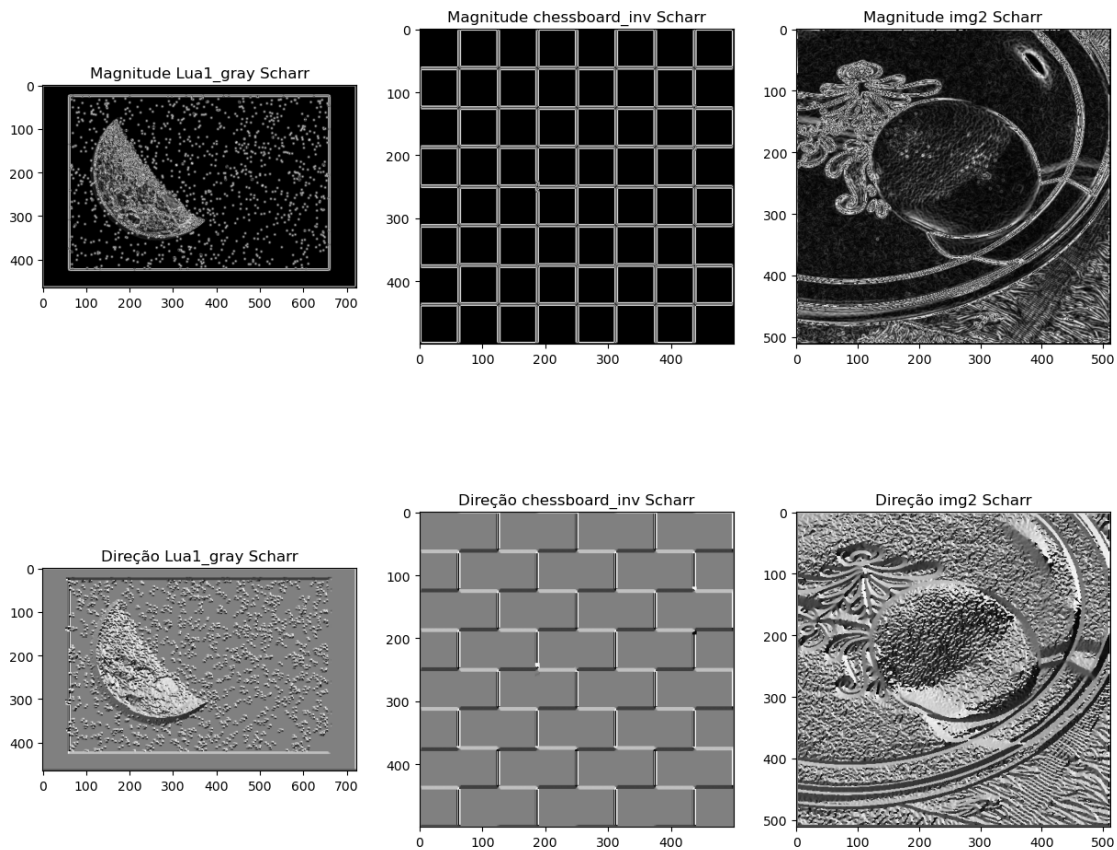 Magnitude Lua1_gray Scharr
0
100
200
300
400
0 100 200 300 400 500 600 700
Magnitude chessboard_inv Scharr
0
100
200
300
400
0 100 200 300 400
Magnitude img2 Scharr
0
100
200
300
400
500
0 100 200 300 400 500
Direção Lua1_gray Scharr
0
100
200
300
400
0 100 200 300 400 500 600 700
Direção chessboard_inv Scharr
0
100
200
300
400
0 100 200 300 400
Direção img2 Scharr
0
100
200
300
400
500
0 100 200 300 400 500